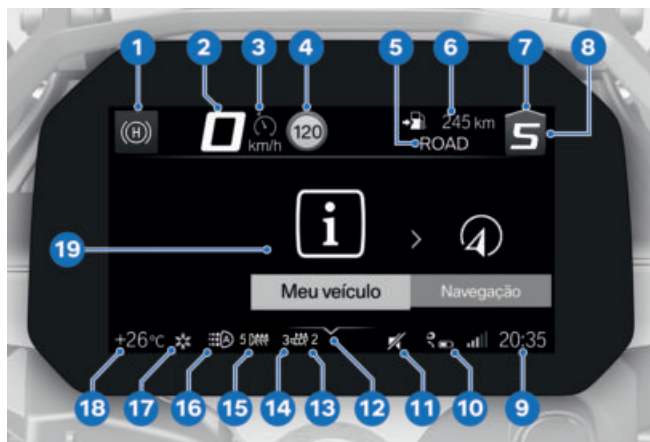 1 2 3 4 5 6 7 8
(H) 0 km/h 120 245 km
ROAD S
i
19
Meu veículo Navegação
+26°C A 5 3 2 20:35
18 17 16 15 14 13 12 11 10 9